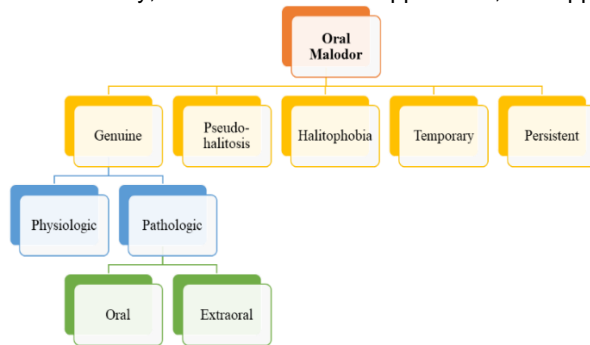 Oral
Malodor
Genuine
Pseudo-
halitosis
Halitophobia
Temporary
Persistent
Physiologic
Pathologic
Oral
Extraoral